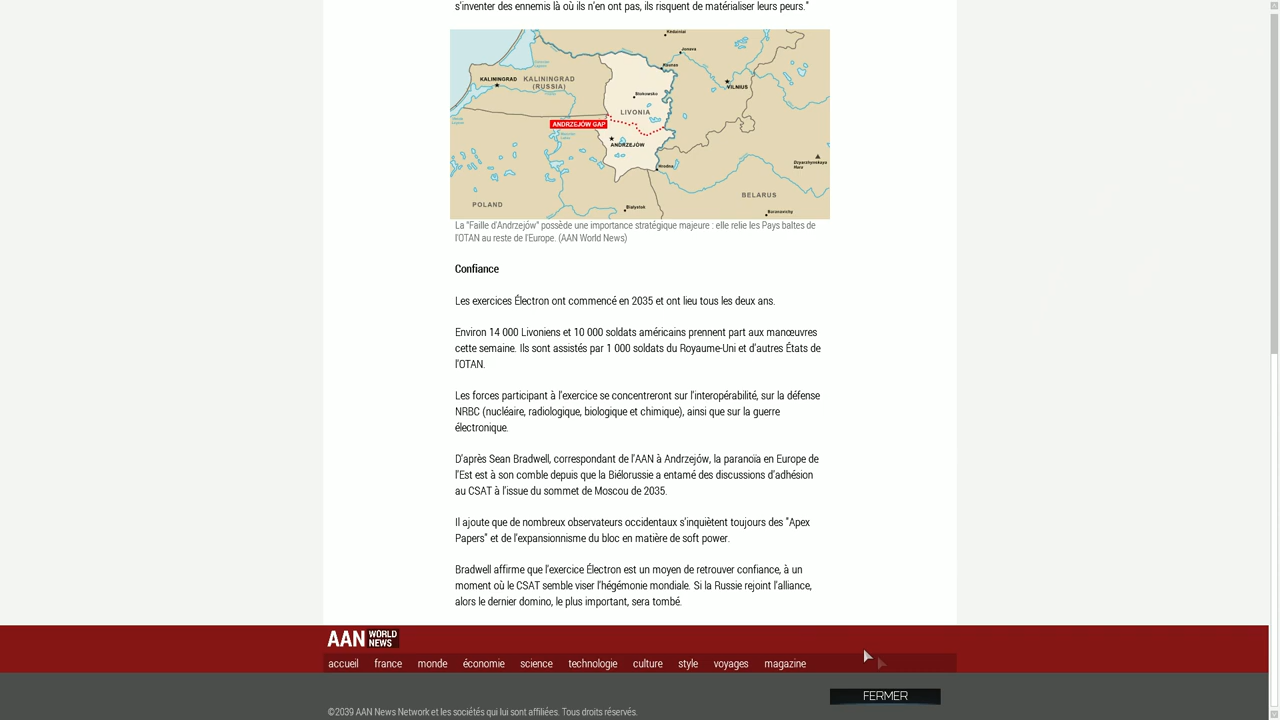 s'inventer des ennemis là où ils n'en ont pas, ils risquent de matérialiser leurs peurs."
Kėdainiai
Jonava
Kaunas
KALININGRAD
KALININGRAD
(RUSSIA)
VILNIUS
LIVONIA
ANDRZEJÓW GAP
ANDRZEJÓW
Hrodna
Dzyarzhynskaya
Hara
POLAND
BELARUS
Białystok
Baranavichy
La "Faille d'Andrzejów" possède une importance stratégique majeure : elle relie les Pays baltes de
l'OTAN au reste de l'Europe. (AAN World News)
Confiance
Les exercices Électron ont commencé en 2035 et ont lieu tous les deux ans.
Environ 14 000 Livoniens et 10 000 soldats américains prennent part aux manœuvres
cette semaine. Ils sont assistés par 1 000 soldats du Royaume-Uni et d'autres États de
l'OTAN.
Les forces participant à l'exercice se concentreront sur l'interopérabilité, sur la défense
NRBC (nucléaire, radiologique, biologique et chimique), ainsi que sur la guerre
électronique.
D'après Sean Bradwell, correspondant de l'AAN à Andrzejów, la paranoïa en Europe de
l'Est est à son comble depuis que la Biélorussie a entamé des discussions d'adhésion
au CSAT à l'issue du sommet de Moscou de 2035.
Il ajoute que de nombreux observateurs occidentaux s'inquiètent toujours des "Apex
Papers" et de l'expansionnisme du bloc en matière de soft power.
Bradwell affirme que l'exercice Électron est un moyen de retrouver confiance, à un
moment où le CSAT semble viser l'hégémonie mondiale. Si la Russie rejoint l'alliance,
alors le dernier domino, le plus important, sera tombé.
AAN WORLD NEWS
accueil france monde économie science technologie culture style voyages magazine
FERMER
©2039 AAN News Network et les sociétés qui lui sont affiliées. Tous droits réservés.